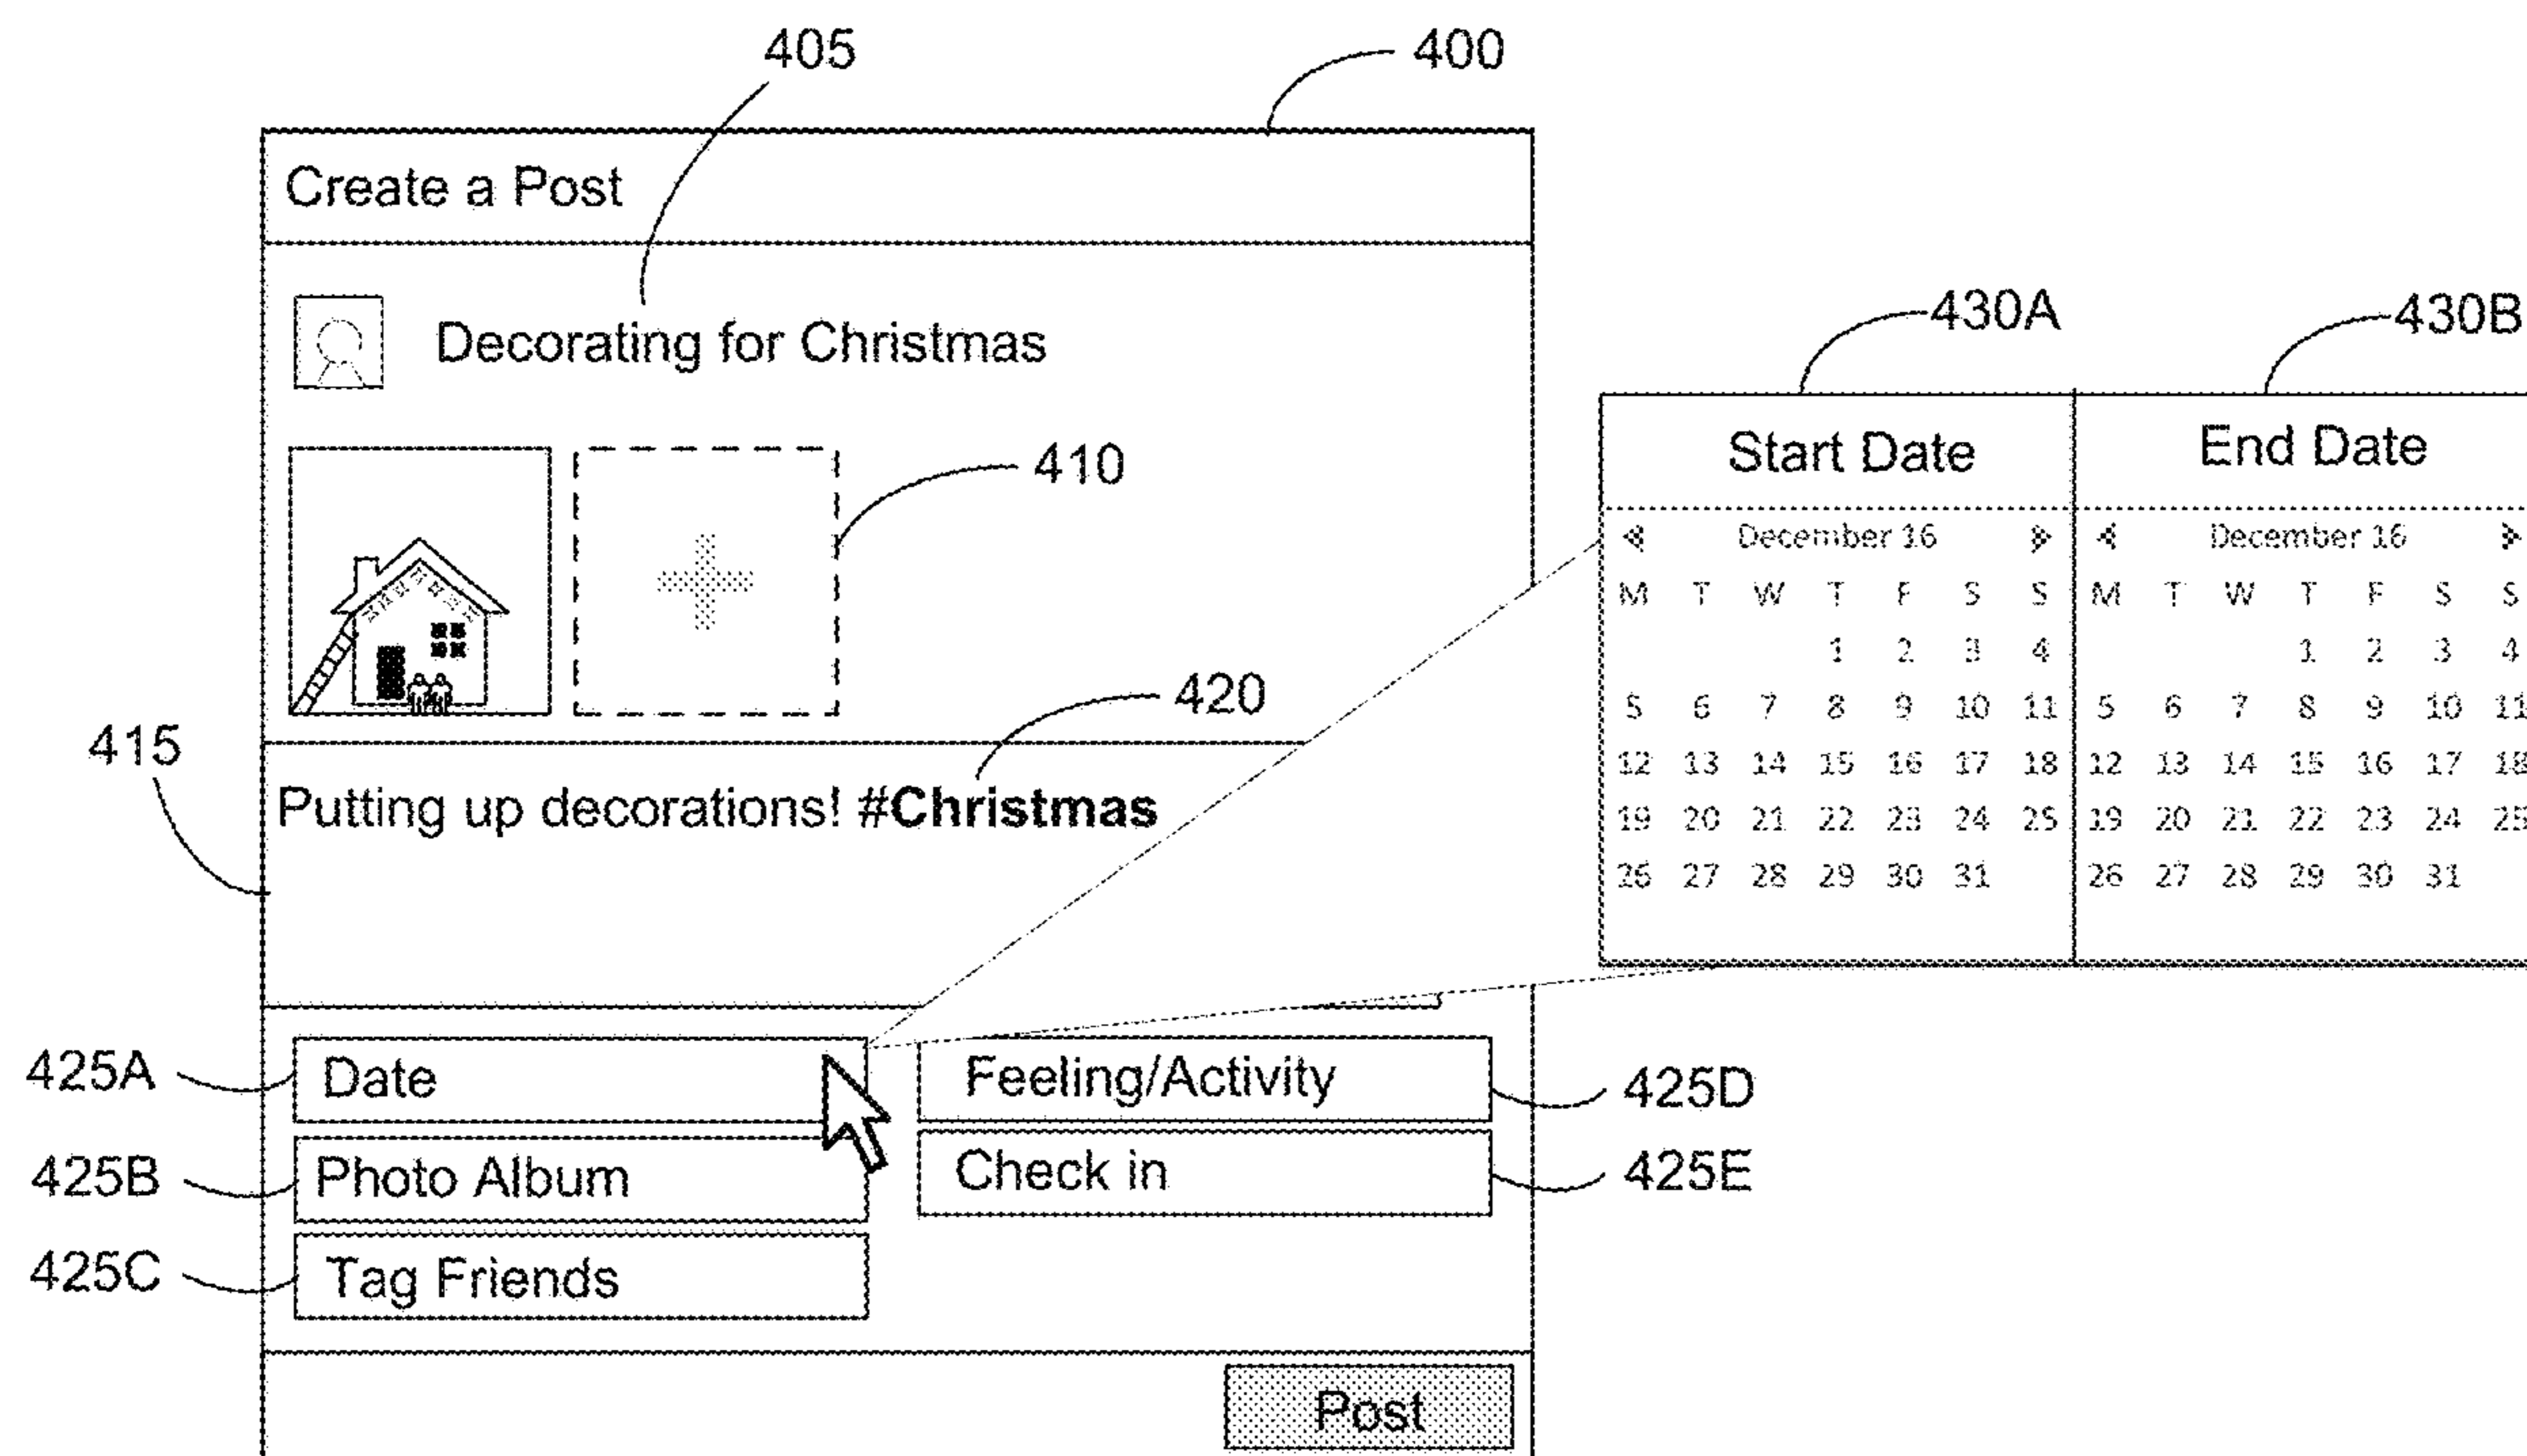 405
400
Create a Post
Decorating for Christmas
430A
430B
410
Start Date
End Date
December 16
December 16
M T W T F S S
M T W T F S S
1 2 3 4
1 2 3 4
5 6 7 8 9 10 11
5 6 7 8 9 10 11
12 13 14 15 16 17 18
12 13 14 15 16 17 18
19 20 21 22 23 24 25
19 20 21 22 23 24 25
26 27 28 29 30 31
26 27 28 29 30 31
420
415
Putting up decorations! #Christmas
425A
Date
Feeling/Activity
425D
425B
Photo Album
Check in
425E
425C
Tag Friends
Post